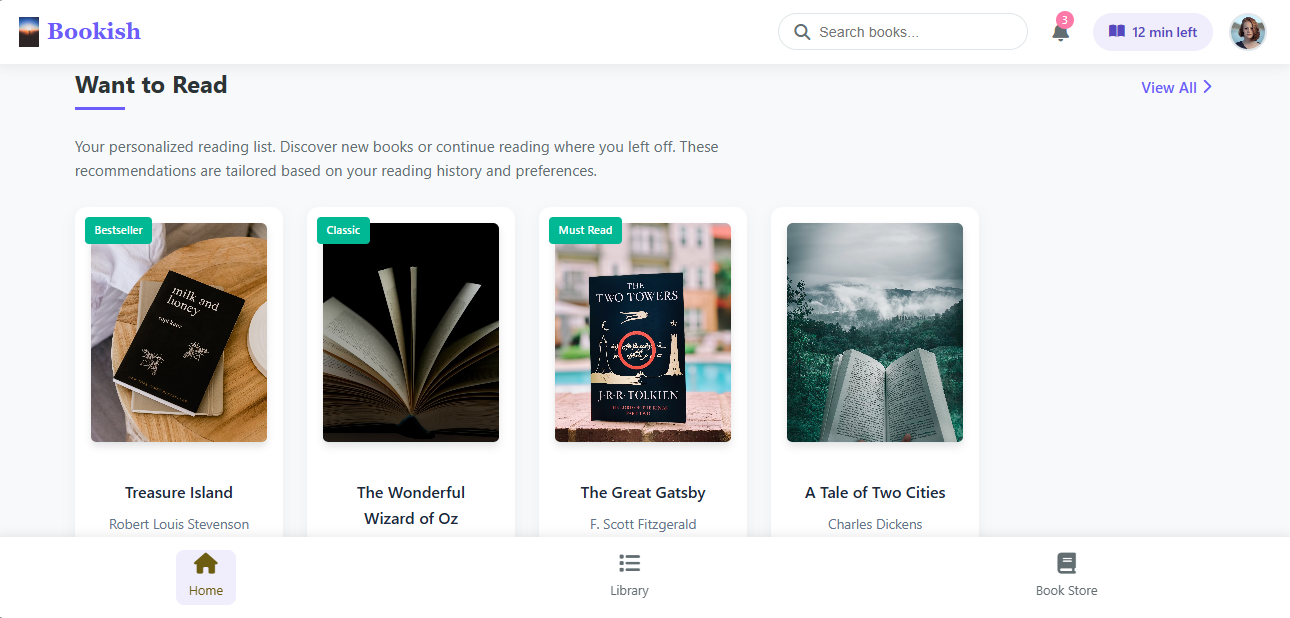 Bookish
Search books...
3
12 min left
Want to Read
View All
Your personalized reading list. Discover new books or continue reading where you left off. These
recommendations are tailored based on your reading history and preferences.
Bestseller
milk and
honey
rupi kaur
Classic
Must Read
THE
TWO TOWERS
J·R·R·TOLKIEN
Treasure Island
Robert Louis Stevenson
The Wonderful
Wizard of Oz
The Great Gatsby
F. Scott Fitzgerald
A Tale of Two Cities
Charles Dickens
Home
Library
Book Store